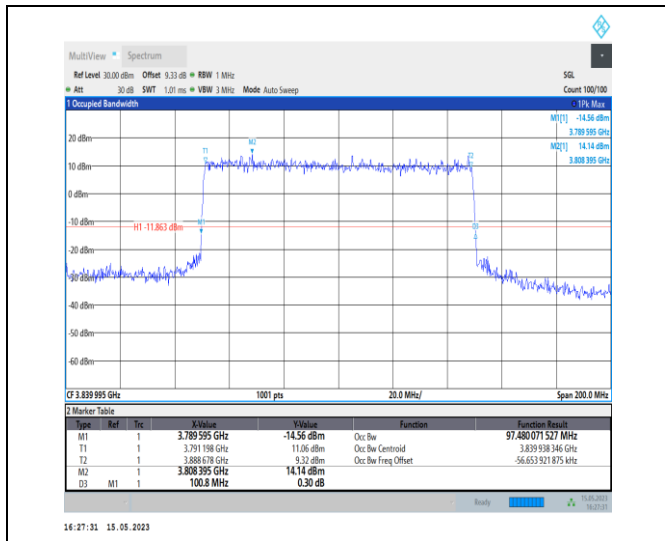 MultiView Spectrum
Ref Level 30.00 dBm Offset 9.33 dB RBW 1 MHz SGL
Att 30 dB SWT 1.01 ms VBW 3 MHz Mode Auto Sweep Count 100/100
1 Occupied Bandwidth 1Pk Max
M1[1] -14.56 dBm
3.789 595 GHz
M2[1] 14.14 dBm
3.808 395 GHz
20 dBm
M2
T1
T2
10 dBm
0 dBm
-10 dBm
H1 -11.863 dBm
M1
D3
-20 dBm
-30 dBm
-40 dBm
-50 dBm
-60 dBm
CF 3.839 995 GHz 1001 pts 20.0 MHz/ Span 200.0 MHz
2 Marker Table
Type Ref Trc X-Value Y-Value Function Function Result
M1 1 3.789 595 GHz -14.56 dBm Occ Bw 97.480 071 527 MHz
T1 1 3.791 198 GHz 11.06 dBm Occ Bw Centroid 3.839 938 346 GHz
T2 1 3.888 678 GHz 9.32 dBm Occ Bw Freq Offset -56.653 921 875 kHz
M2 1 3.808 395 GHz 14.14 dBm
D3 M1 1 100.8 MHz 0.30 dB
Ready 15.05.2023
16:27:31
16:27:31 15.05.2023